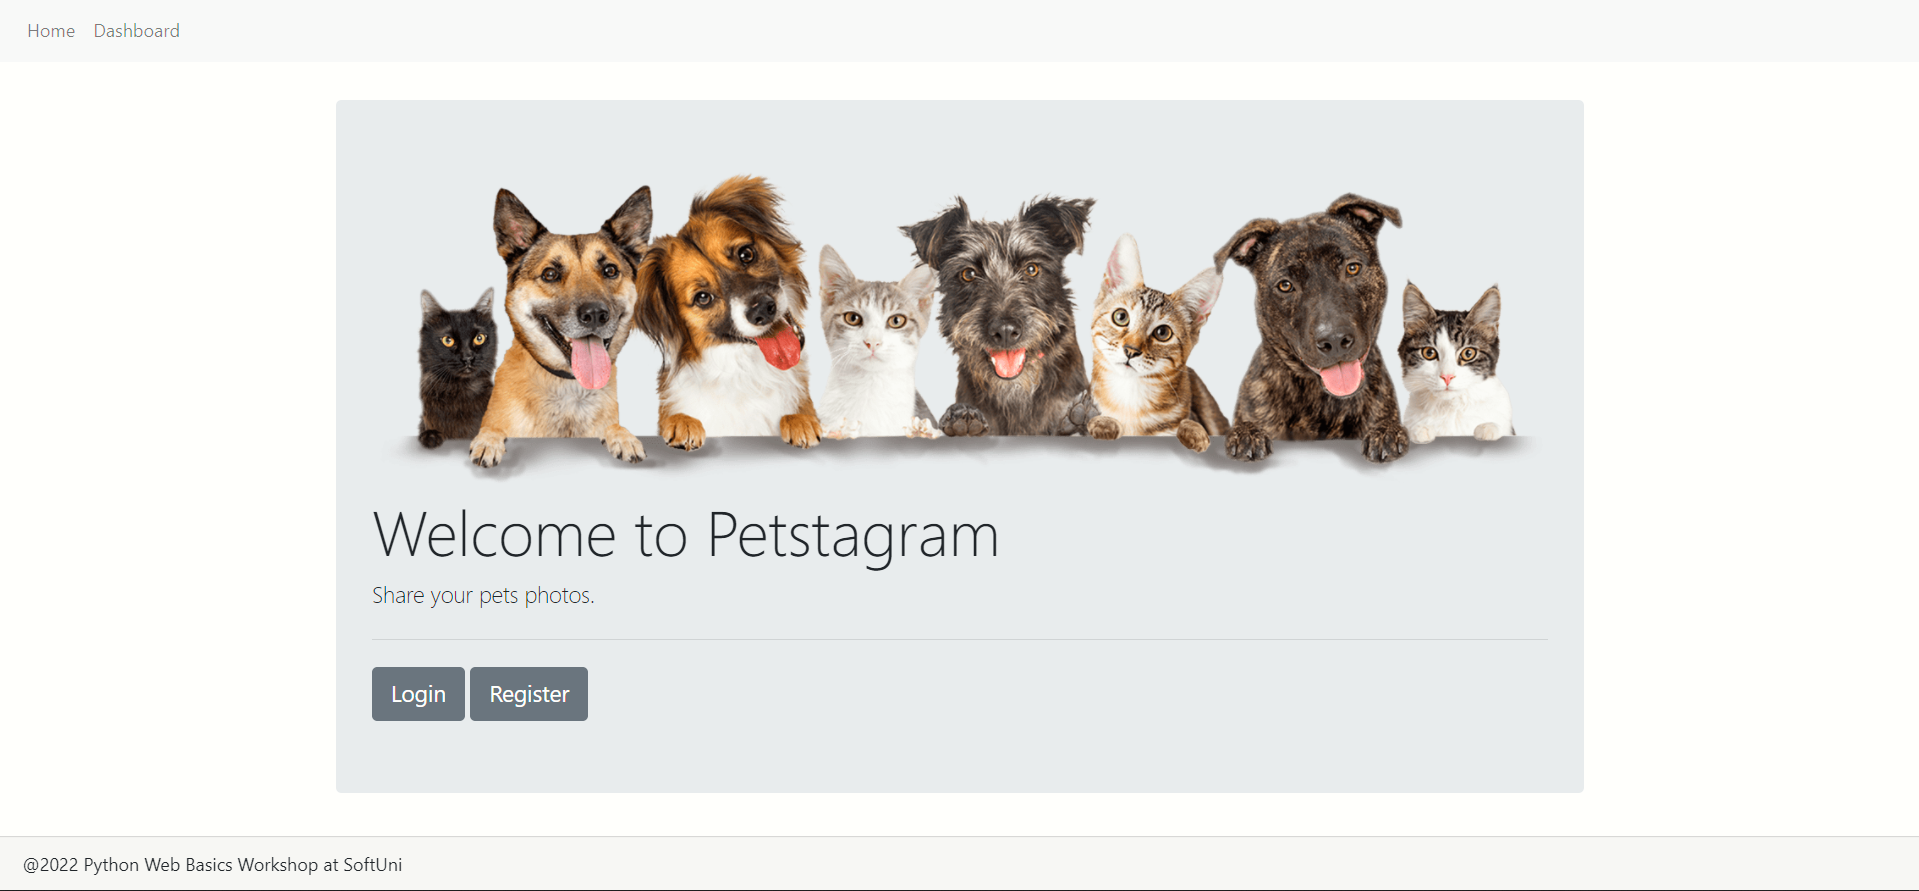 Home Dashboard
Welcome to Petstagram
Share your pets photos.
Login Register
@2022 Python Web Basics Workshop at SoftUni